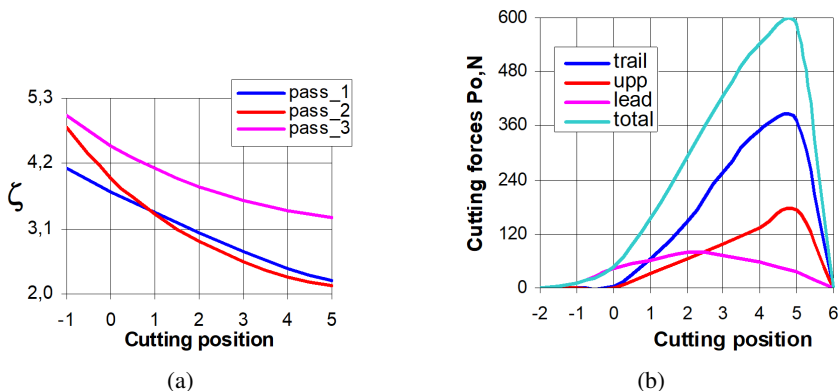 pass_1
pass_2
pass_3
5,3
4,2
3,1
2,0
ζ
-1 0 1 2 3 4 5
Cutting position
(a)
trail
upp
lead
total
600
480
360
240
120
0
Cutting forces Po,N
-2 -1 0 1 2 3 4 5 6
Cutting position
(b)